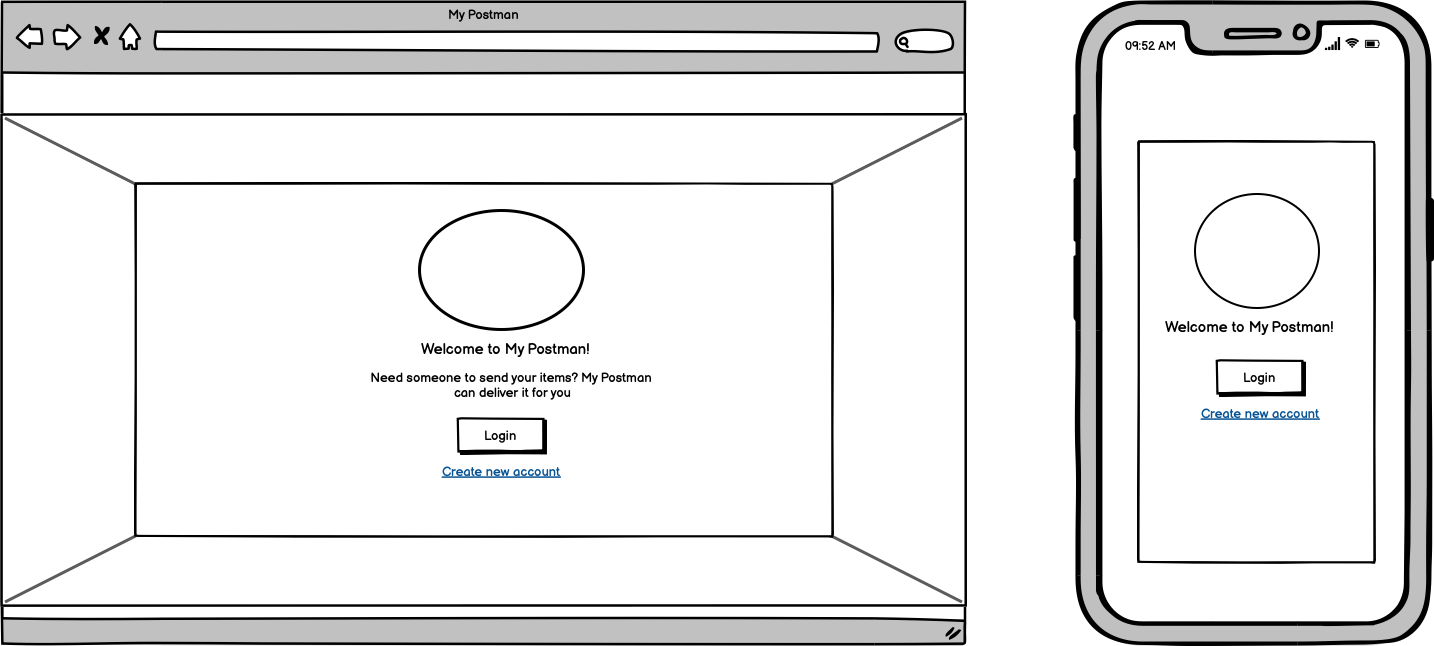 My Postman
Welcome to My Postman!
Need someone to send your items? My Postman
can deliver it for you
Login
Create new account
09:52 AM
Welcome to My Postman!
Login
Create new account